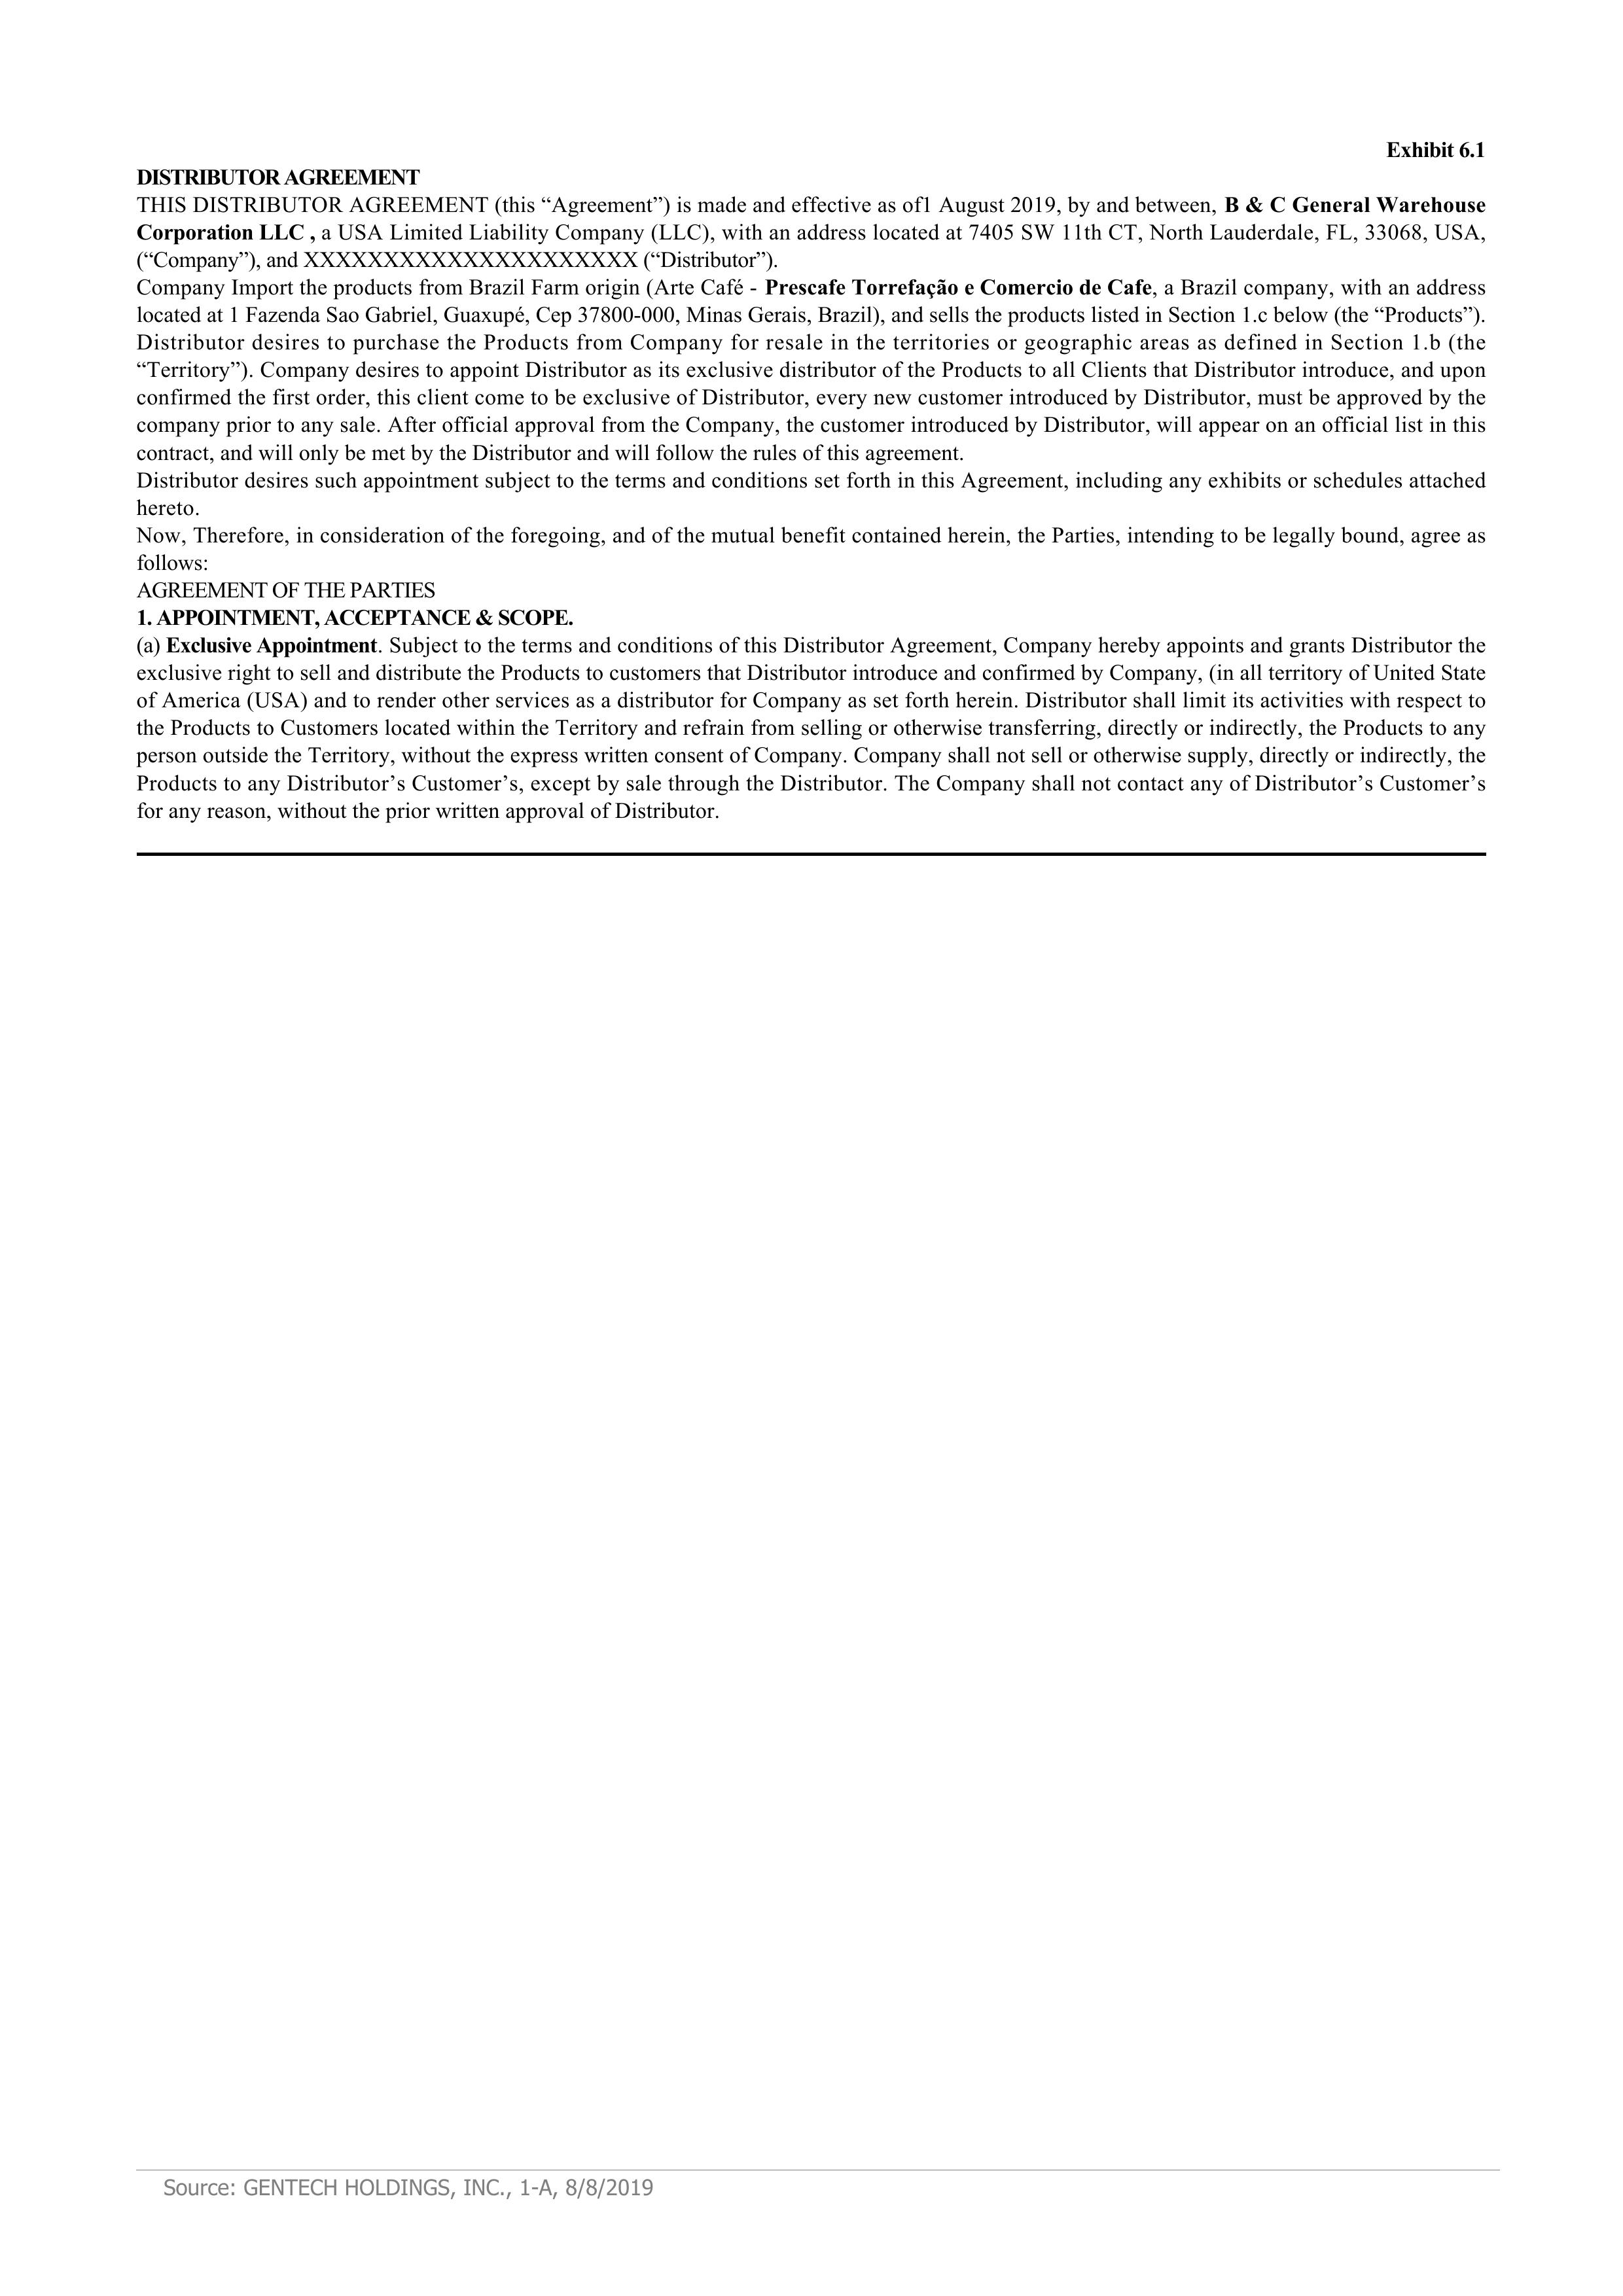 Exhibit 6.1
DISTRIBUTOR AGREEMENT
THIS DISTRIBUTOR AGREEMENT (this “Agreement”) is made and effective as of1 August 2019, by and between, B & C General Warehouse
Corporation LLC , a USA Limited Liability Company (LLC), with an address located at 7405 SW 11th CT, North Lauderdale, FL, 33068, USA,
(“Company”), and XXXXXXXXXXXXXXXXXXXXX (“Distributor”).
Company Import the products from Brazil Farm origin (Arte Café - Prescafe Torrefação e Comercio de Cafe, a Brazil company, with an address
located at 1 Fazenda Sao Gabriel, Guaxupé, Cep 37800-000, Minas Gerais, Brazil), and sells the products listed in Section 1.c below (the “Products”).
Distributor desires to purchase the Products from Company for resale in the territories or geographic areas as defined in Section 1.b (the
“Territory”). Company desires to appoint Distributor as its exclusive distributor of the Products to all Clients that Distributor introduce, and upon
confirmed the first order, this client come to be exclusive of Distributor, every new customer introduced by Distributor, must be approved by the
company prior to any sale. After official approval from the Company, the customer introduced by Distributor, will appear on an official list in this
contract, and will only be met by the Distributor and will follow the rules of this agreement.
Distributor desires such appointment subject to the terms and conditions set forth in this Agreement, including any exhibits or schedules attached
hereto.
Now, Therefore, in consideration of the foregoing, and of the mutual benefit contained herein, the Parties, intending to be legally bound, agree as
follows:
AGREEMENT OF THE PARTIES
1. APPOINTMENT, ACCEPTANCE & SCOPE.
(a) Exclusive Appointment. Subject to the terms and conditions of this Distributor Agreement, Company hereby appoints and grants Distributor the
exclusive right to sell and distribute the Products to customers that Distributor introduce and confirmed by Company, (in all territory of United State
of America (USA) and to render other services as a distributor for Company as set forth herein. Distributor shall limit its activities with respect to
the Products to Customers located within the Territory and refrain from selling or otherwise transferring, directly or indirectly, the Products to any
person outside the Territory, without the express written consent of Company. Company shall not sell or otherwise supply, directly or indirectly, the
Products to any Distributor’s Customer’s, except by sale through the Distributor. The Company shall not contact any of Distributor’s Customer’s
for any reason, without the prior written approval of Distributor.
Source: GENTECH HOLDINGS, INC., 1-A, 8/8/2019